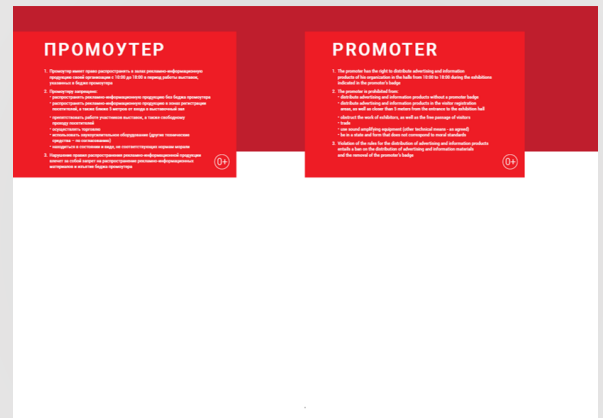 ПРОМОУТЕР
1. Промоутер имеет право распространять в залах рекламно-информационную
продукцию своей организации с 10:00 до 18:00 в период работы выставки,
указанных в бейдже промоутера
2. Промоутеру запрещено:
• распространять рекламно-информационную продукцию без бейджа промоутера
• распространять рекламно-информационную продукцию в зонах регистрации
посетителей, а также ближе 5 метров от входа в выставочный зал
• препятствовать работе участников выставки, а также свободному
проходу посетителей
• осуществлять торговлю
• использовать звукоусилительное оборудование (другие технические
средства – по согласованию)
• находиться в состоянии и виде, не соответствующих нормам морали
3. Нарушение правил распространения рекламно-информационной продукции
влечет за собой запрет на распространение рекламно-информационных
материалов и изъятие бейджа промоутера
0+
PROMOTER
1. The promoter has the right to distribute advertising and information
products of his organization in the halls from 10:00 to 18:00 during the exhibitions
indicated in the promoter's badge
2. The promoter is prohibited from:
• distribute advertising and information products without a promoter badge
• distribute advertising and information products in the visitor registration
areas, as well as closer than 5 meters from the entrance to the exhibition hall
• obstruct the work of exhibitors, as well as the free passage of visitors
• trade
• use sound amplifying equipment (other technical means - as agreed)
• be in a state and form that does not correspond to moral standards
3. Violation of the rules for the distribution of advertising and information products
entails a ban on the distribution of advertising and information materials
and the removal of the promoter's badge
0+